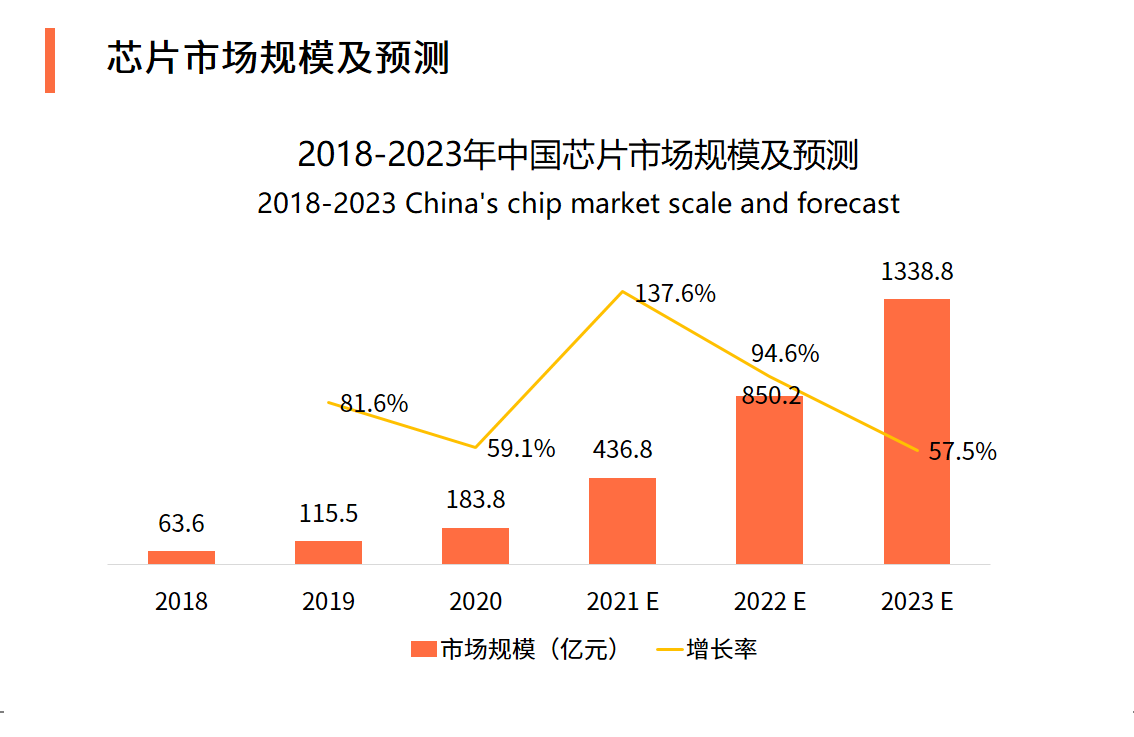 芯片市场规模及预测
2018-2023年中国芯片市场规模及预测
2018-2023 China's chip market scale and forecast
1338.8
137.6%
94.6%
850.2
81.6%
59.1%
436.8
57.5%
183.8
115.5
63.6
2018 2019 2020 2021 E 2022 E 2023 E
市场规模（亿元） 增长率